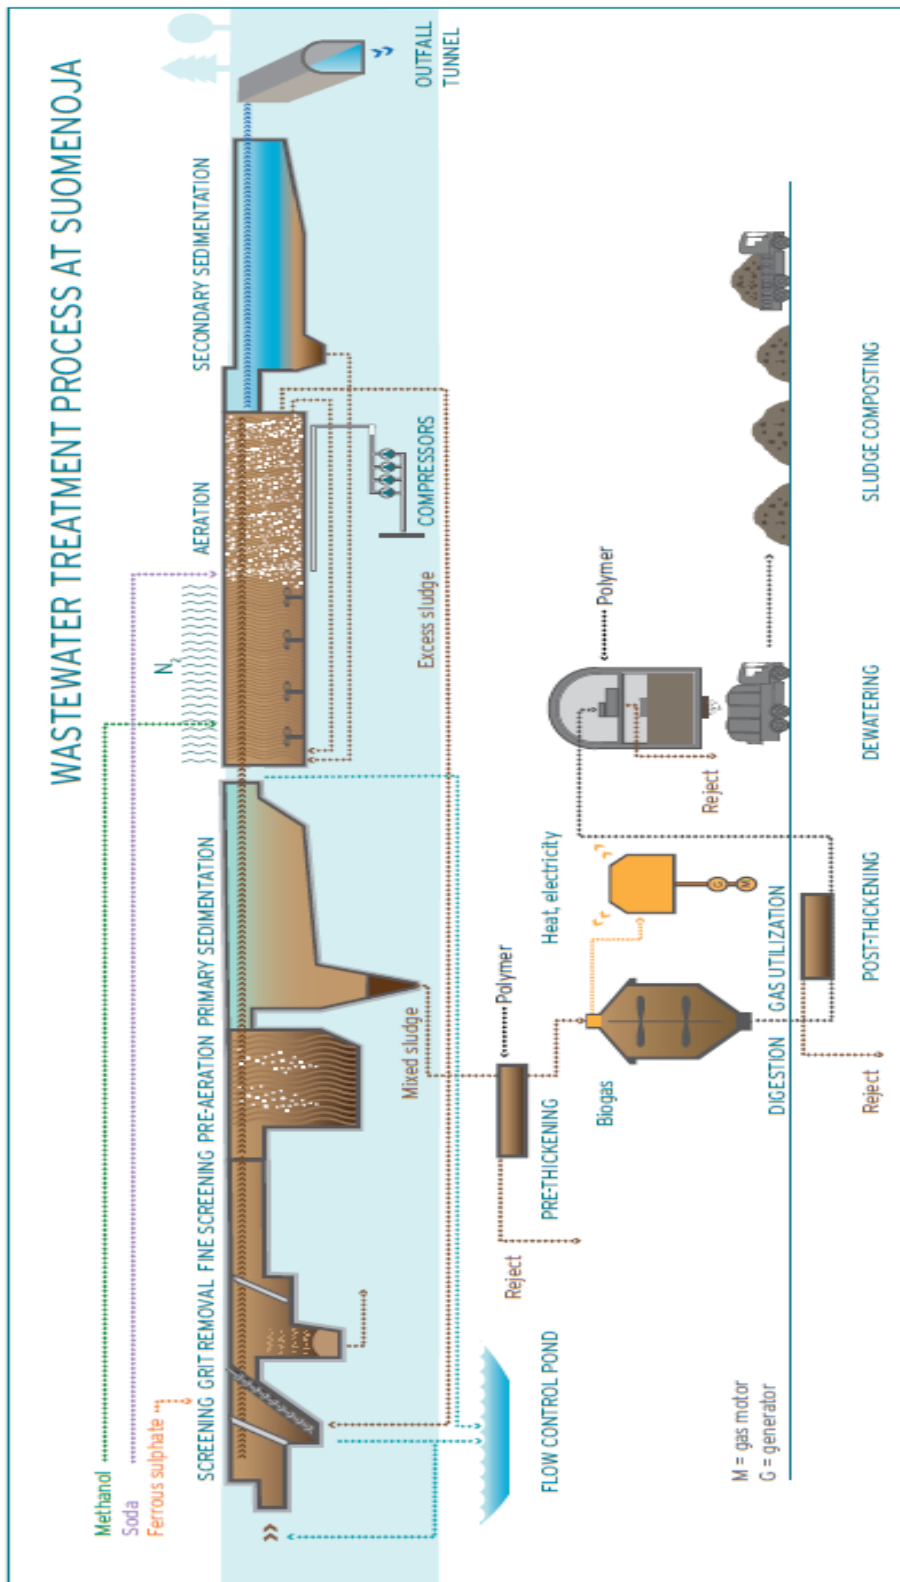 WASTEWATER TREATMENT PROCESS AT SUOMENOJA
Methanol
Soda
Ferrous sulphate
N2
SCREENING GRIT REMOVAL FINE SCREENING PRE-AERATION PRIMARY SEDIMENTATION
AERATION
SECONDARY SEDIMENTATION
OUTFALL
TUNNEL
COMPRESSORS
Excess sludge
Mixed sludge
FLOW CONTROL POND
Reject
PRE-THICKENING
Polymer
Biogas
Heat, electricity
Polymer
Reject
DIGESTION
GAS UTILIZATION
G
M
POST-THICKENING
Reject
DEWATERING
SLUDGE COMPOSTING
M = gas motor
G = generator